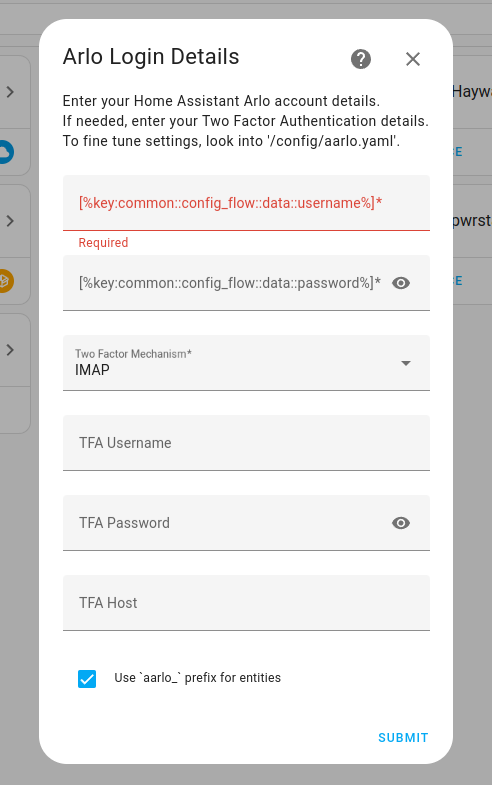 Arlo Login Details
Enter your Home Assistant Arlo account details.
If needed, enter your Two Factor Authentication details.
To fine tune settings, look into '/config/aarlo.yaml'.
[%key:common::config_flow::data::username%]*
Required
[%key:common::config_flow::data::password%]*
Two Factor Mechanism*
IMAP
TFA Username
TFA Password
TFA Host
Use `aarlo_` prefix for entities
SUBMIT